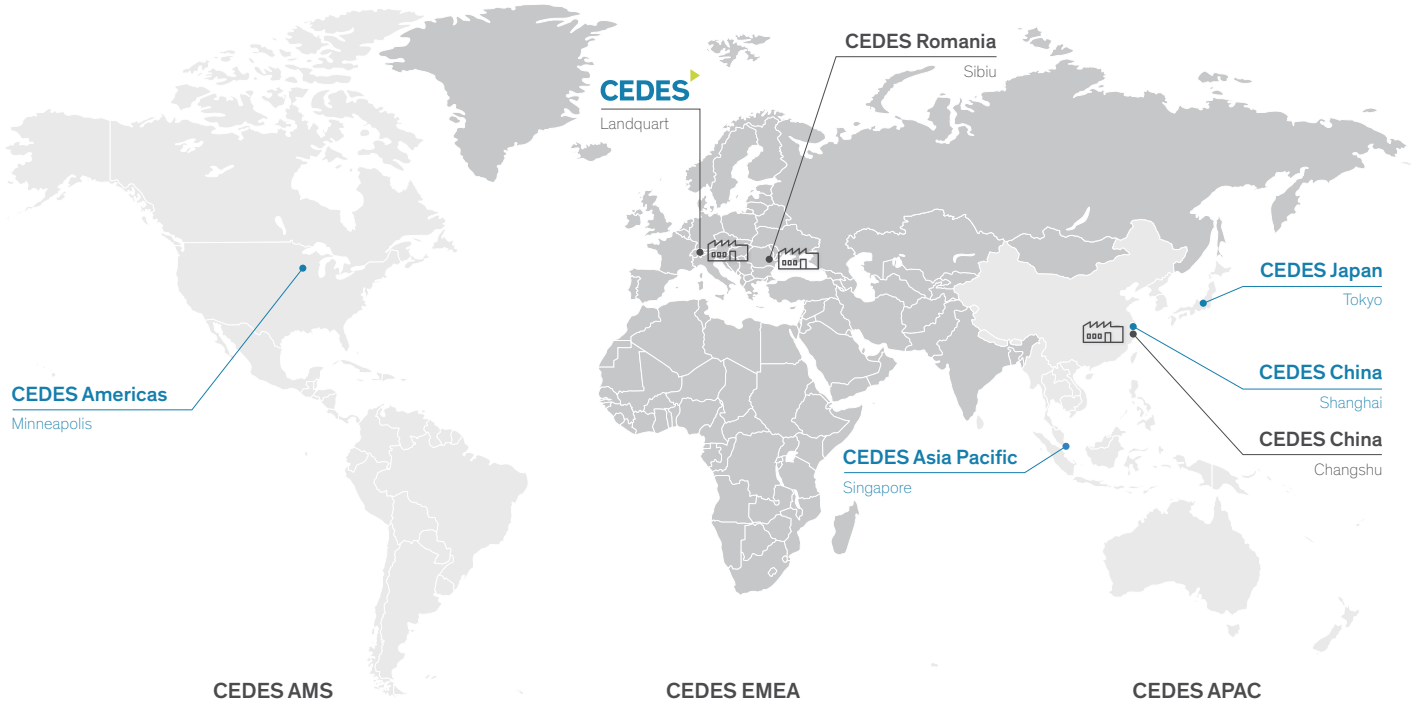 CEDES Romania
Sibiu
CEDES
Landquart
CEDES Japan
Tokyo
CEDES China
Shanghai
CEDES Americas
Minneapolis
CEDES China
Changshu
CEDES Asia Pacific
Singapore
CEDES AMS
CEDES EMEA
CEDES APAC